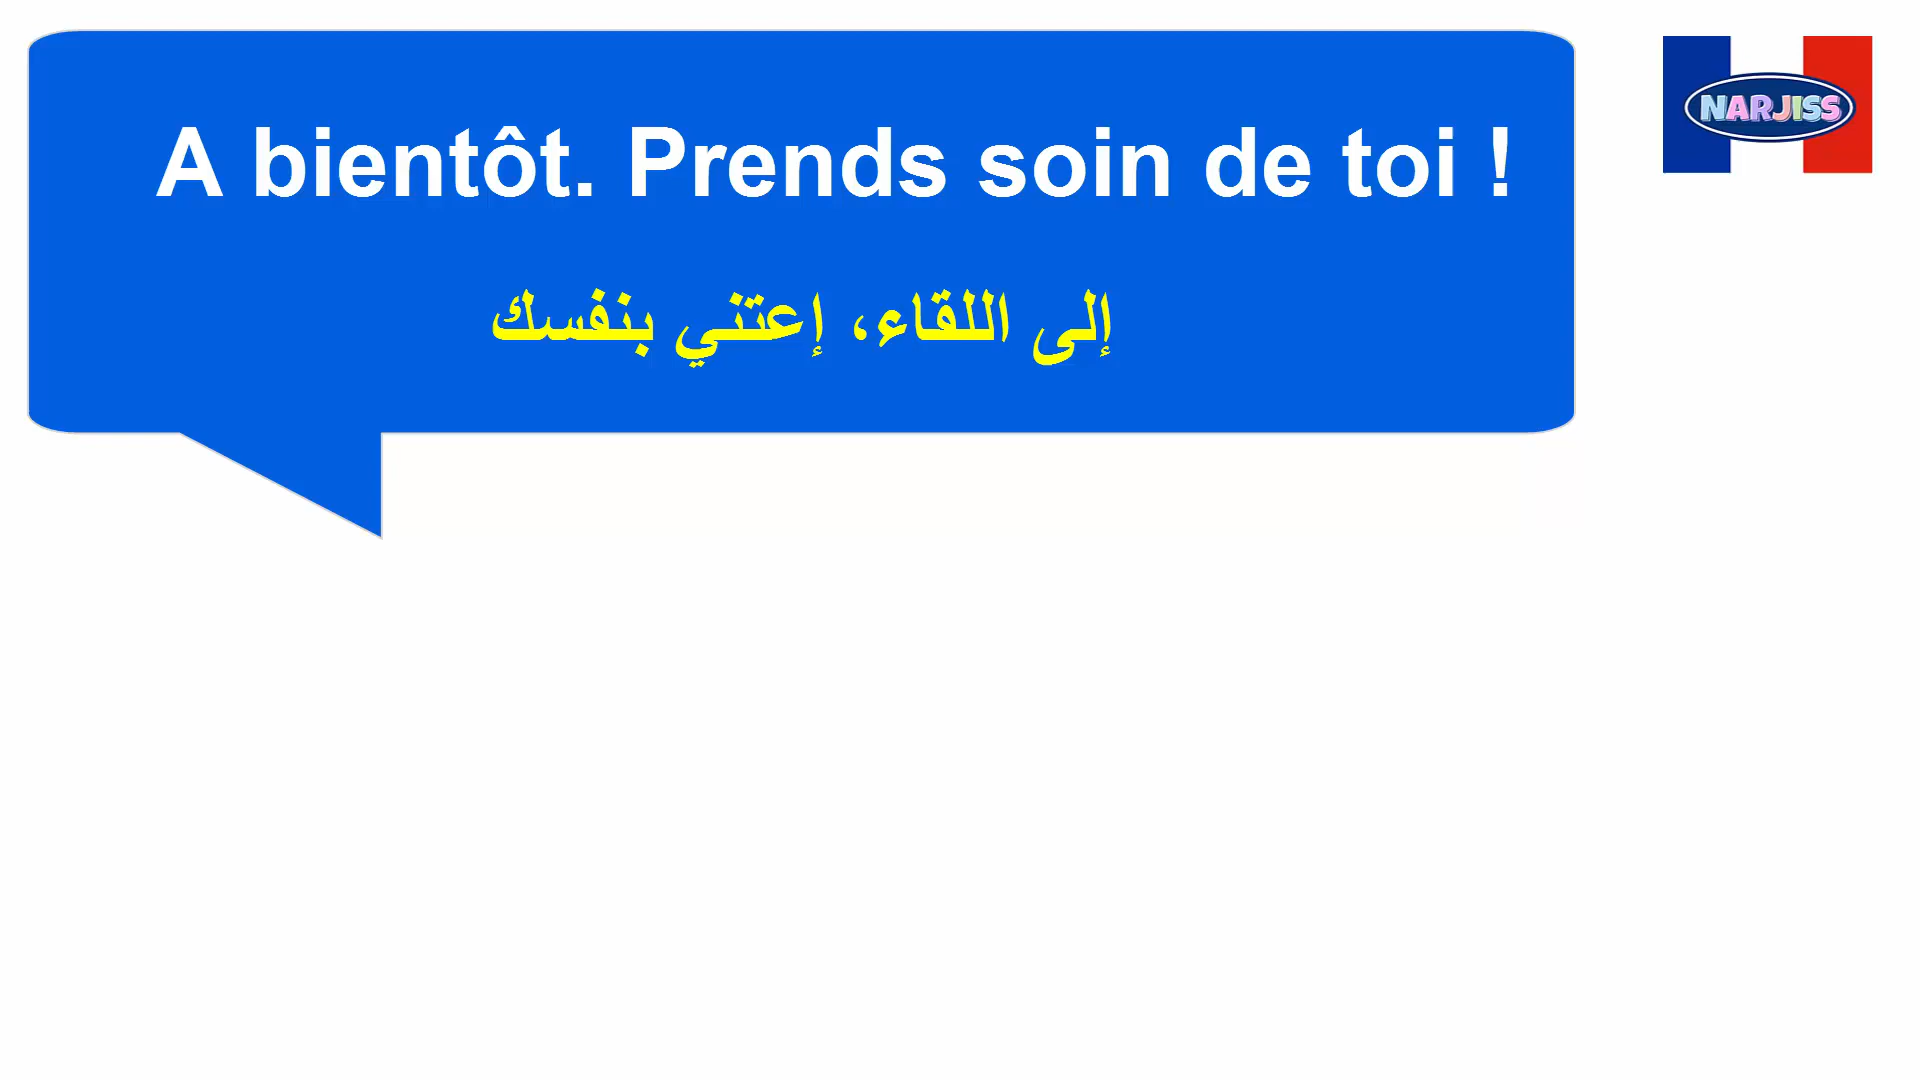 A bientôt. Prends soin de toi !
إلى اللقاء، إعتني بنفسك
NARJISS